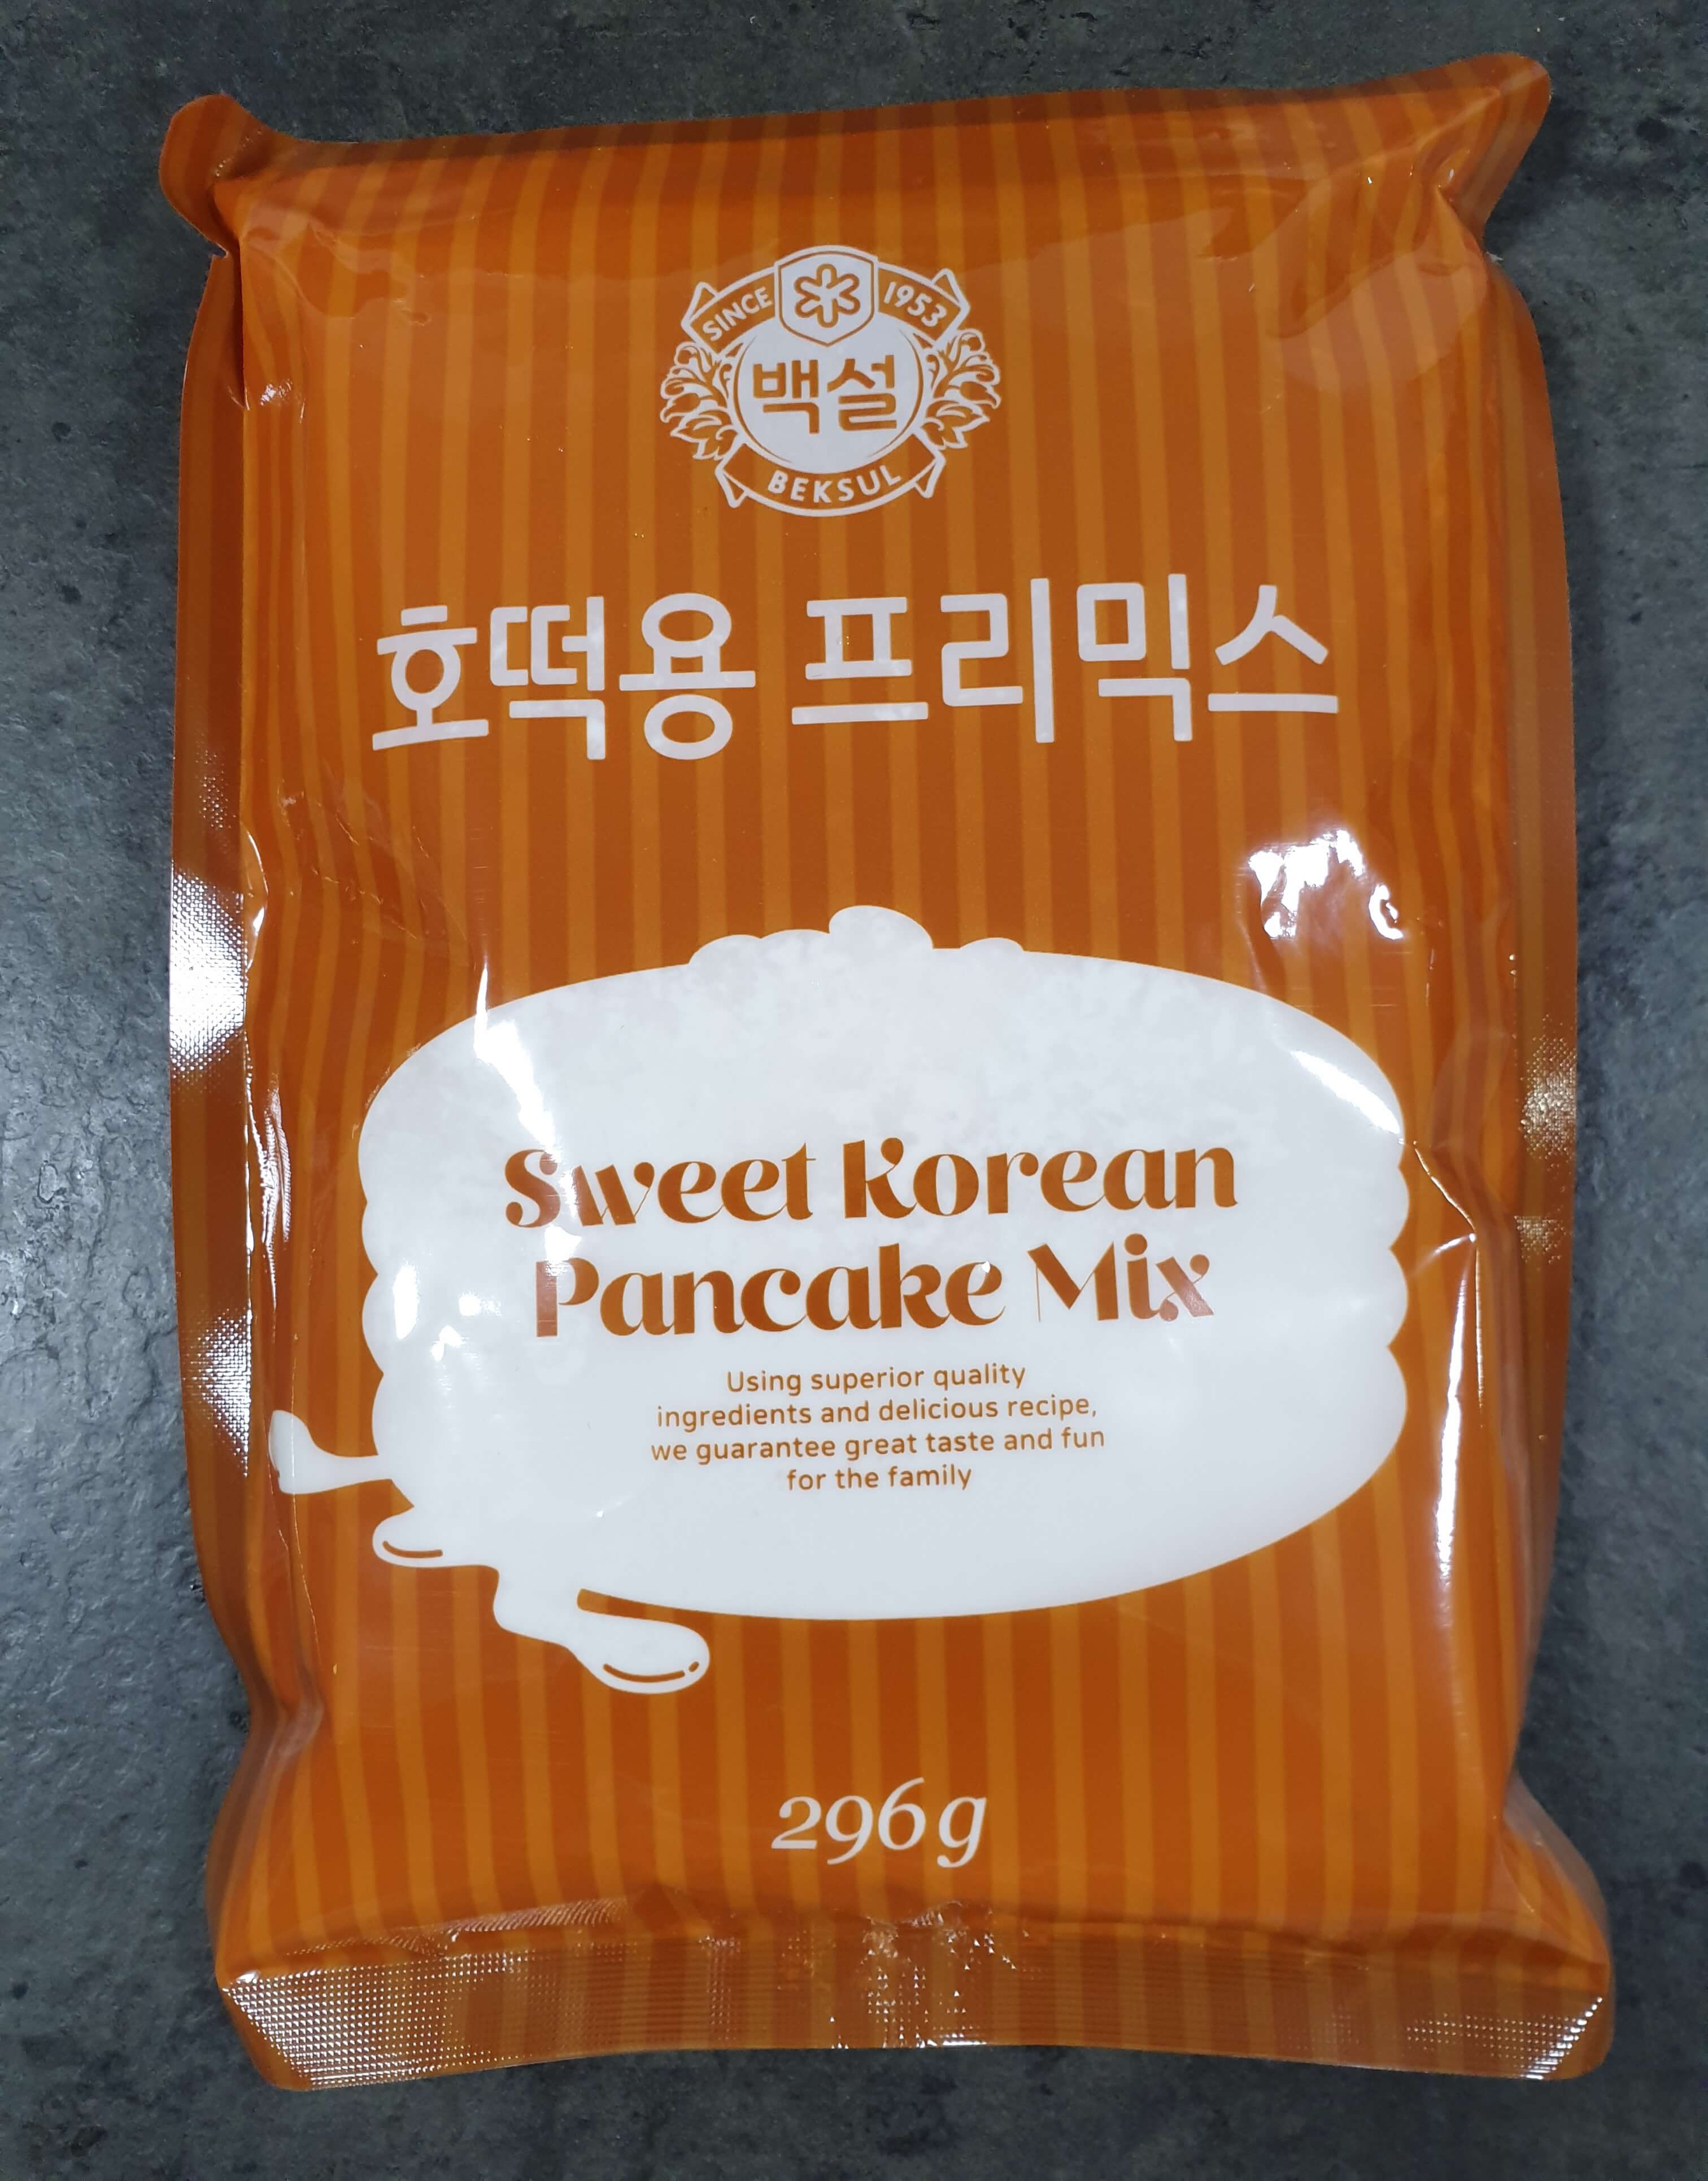 SINCE 1953
백설
BEKSUL
호떡용 프리믹스
Sweet Korean
Pancake Mix
Using superior quality
ingredients and delicious recipe,
we guarantee great taste and fun
for the family
296g